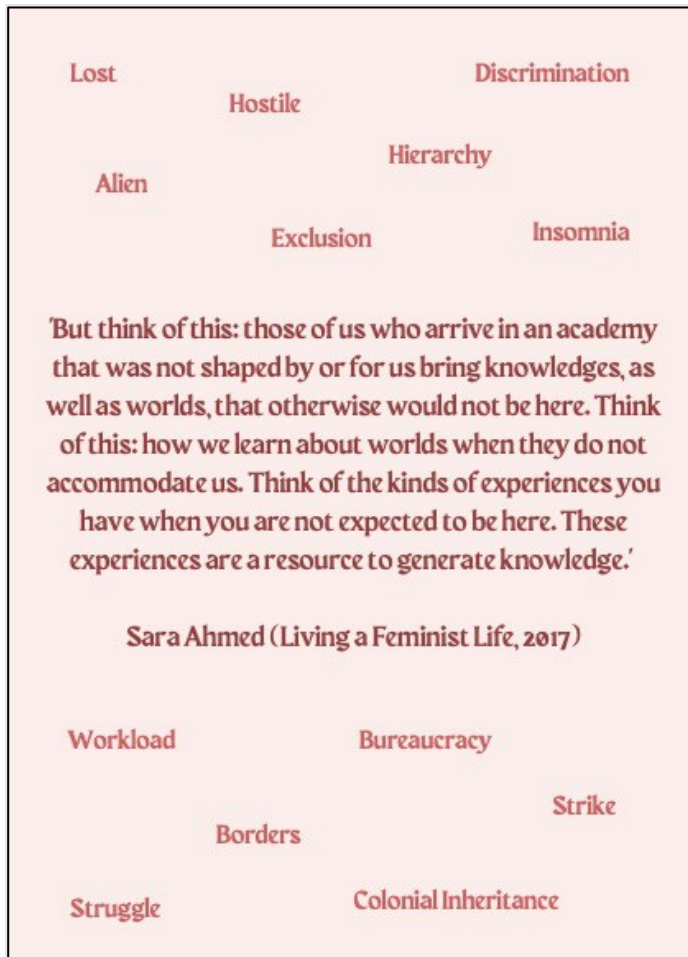 Lost
Discrimination
Hostile
Hierarchy
Alien
Exclusion
Insomnia
'But think of this: those of us who arrive in an academy
that was not shaped by or for us bring knowledges, as
well as worlds, that otherwise would not be here. Think
of this: how we learn about worlds when they do not
accommodate us. Think of the kinds of experiences you
have when you are not expected to be here. These
experiences are a resource to generate knowledge.'
Sara Ahmed (Living a Feminist Life, 2017)
Workload
Bureaucracy
Strike
Borders
Struggle
Colonial Inheritance